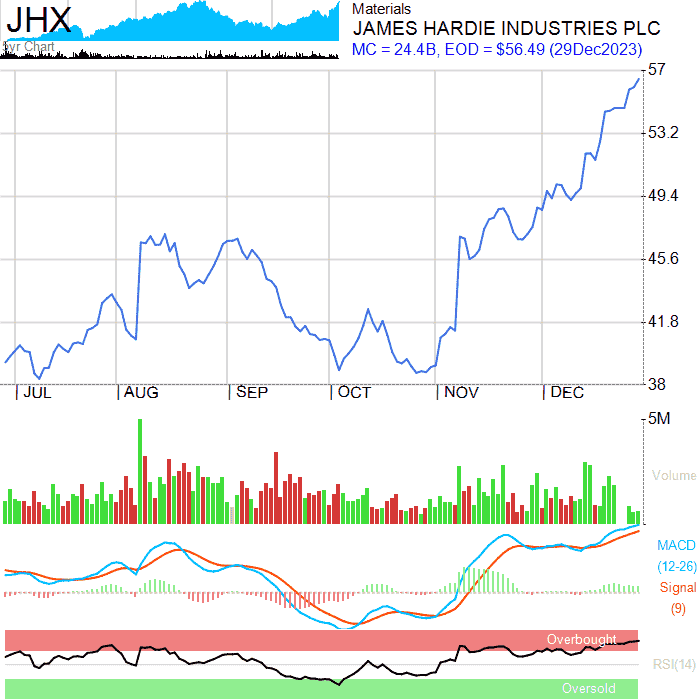 JHX
5yr Chart
Materials
JAMES HARDIE INDUSTRIES PLC
MC = 24.4B, EOD = $56.49 (29Dec2023)
57
53.2
49.4
45.6
41.8
38
JUL AUG SEP OCT NOV DEC
5M
Volume
MACD
(12-26)
Signal
(9)
Overbought
RSI(14)
Oversold